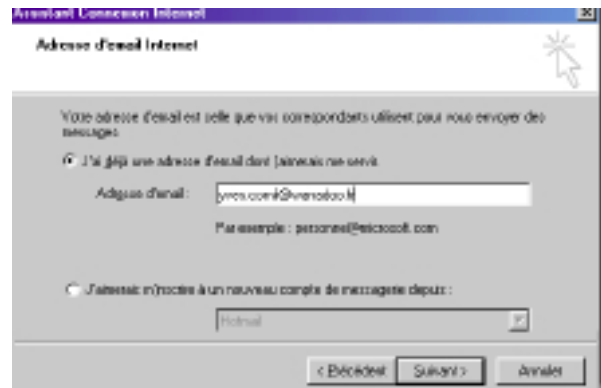 Assistant Connexion Internet
Adresse d'email Internet
Votre adresse d'email est celle que vos correspondants utilisent pour vous envoyer des
messages
J'ai déjà une adresse d'email dont j'aimerais me servir.
Adresse d'email :
Par exemple : personne@microsoft.com
J'aimerais m'inscrire à un nouveau compte de messagerie depuis :
Hotmail
< Précédent
Suivant >
Annuler